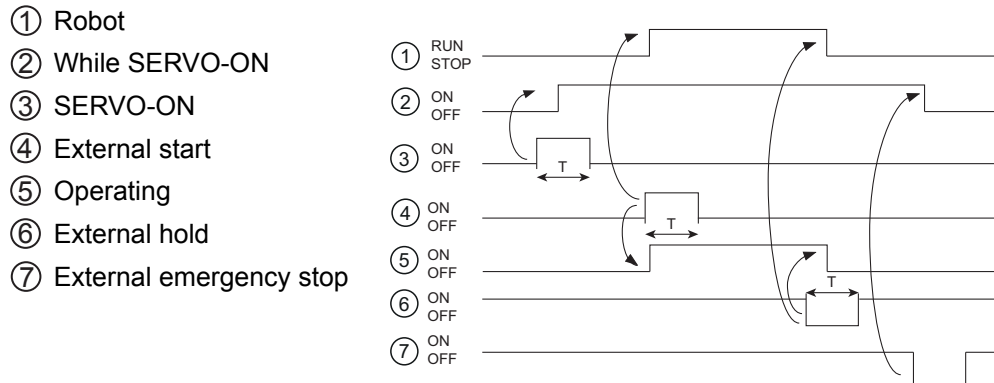 ① Robot
② While SERVO-ON
③ SERVO-ON
④ External start
⑤ Operating
⑥ External hold
⑦ External emergency stop
① RUN
STOP
② ON
OFF
③ ON
OFF
T
④ ON
OFF
T
⑤ ON
OFF
T
⑥ ON
OFF
⑦ ON
OFF